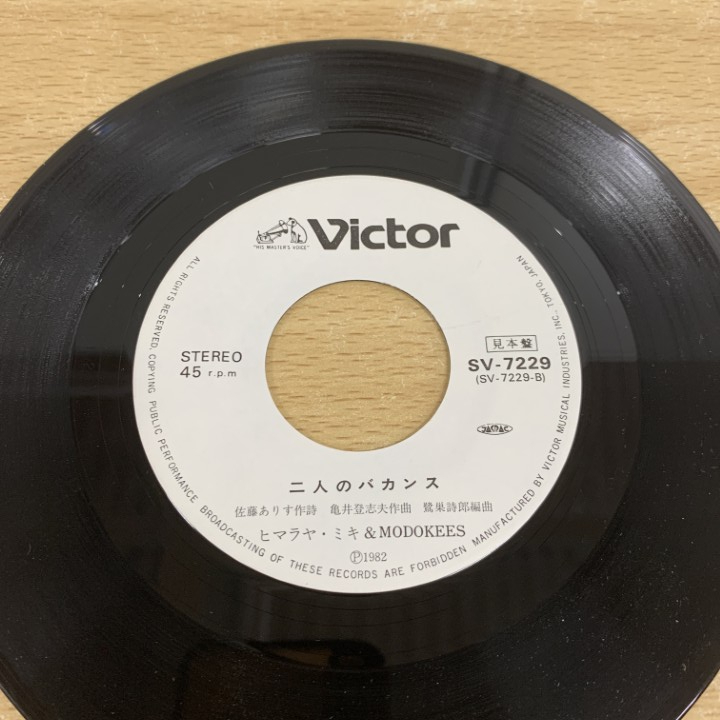 "HIS MASTER'S VOICE"
Victor
STEREO
45 r.p.m
見本盤
SV-7229
(SV-7229-B)
JASRAC
二人のバカンス
佐藤ありす作詩 亀井登志夫作曲 鷺巣詩郎編曲
ヒマラヤ・ミキ & MODOKEES
Ⓟ1982
ALL RIGHTS RESERVED, COPYING PUBLIC PERFORMANCE BROADCASTING OF THESE RECORDS ARE FORBIDDEN MANUFACTURED BY VICTOR MUSICAL INDUSTRIES, INC., TOKYO, JAPAN